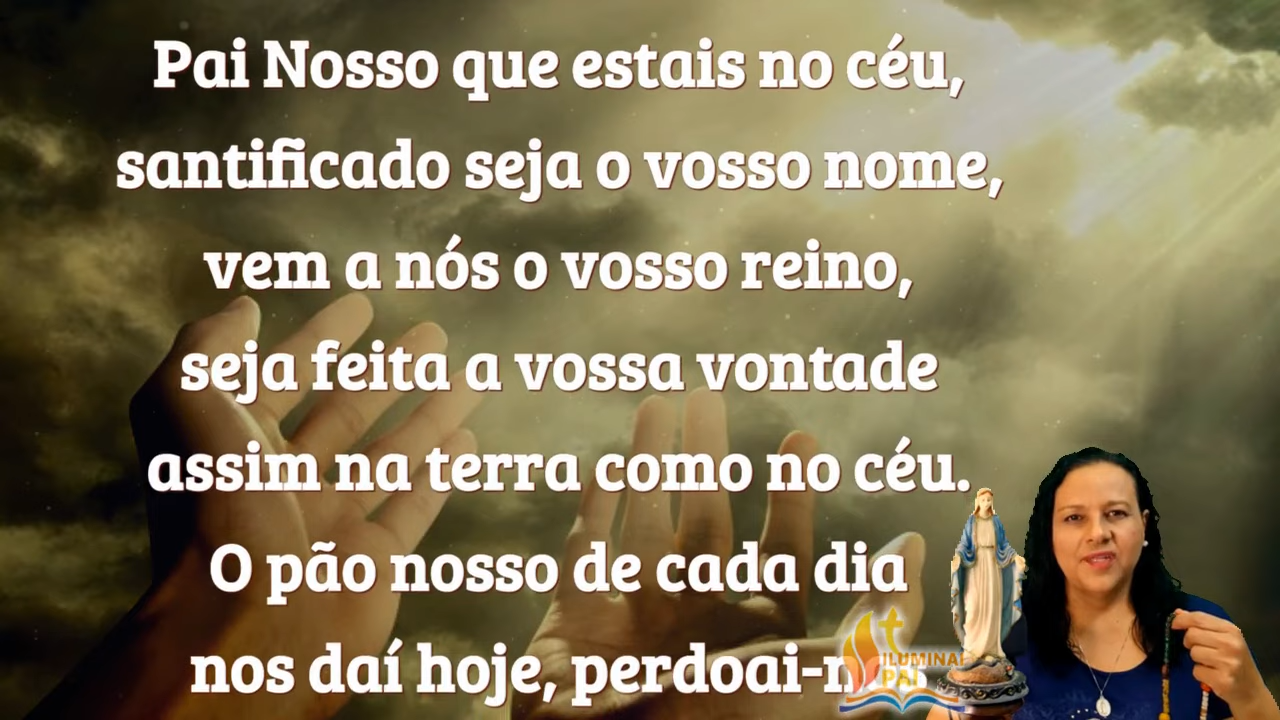 Pai Nosso que estais no céu,
santificado seja o vosso nome,
vem a nós o vosso reino,
seja feita a vossa vontade
assim na terra como no céu.
O pão nosso de cada dia
nos daí hoje, perdoai-n
ILUMINAI
PAI